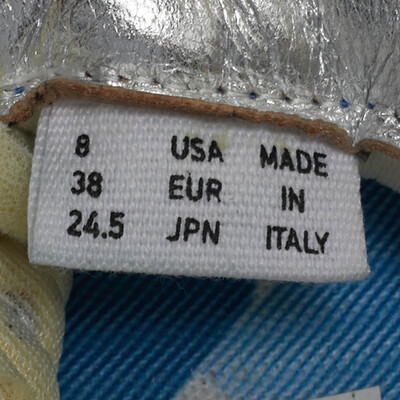 8 USA MADE
38 EUR IN
24.5 JPN ITALY